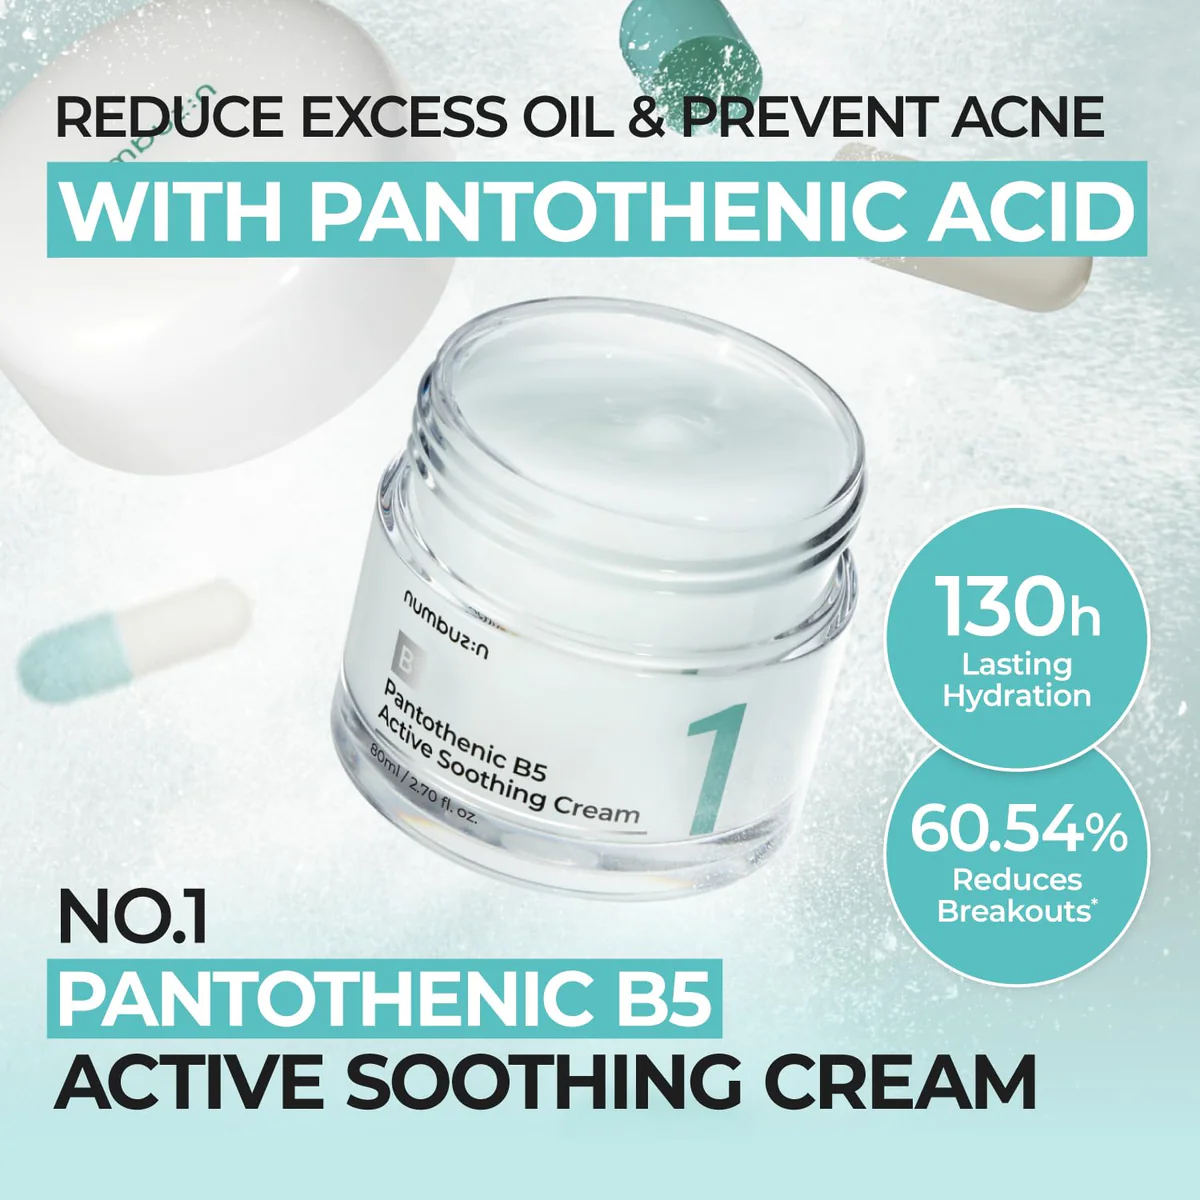 REDUCE EXCESS OIL & PREVENT ACNE
WITH PANTOTHENIC ACID
numbuz:n
numbuz:n
B
Pantothenic B5
Active Soothing Cream
80ml / 2.70 fl. oz.
1
130h
Lasting
Hydration
60.54%
Reduces
Breakouts*
NO.1
PANTOTHENIC B5
ACTIVE SOOTHING CREAM